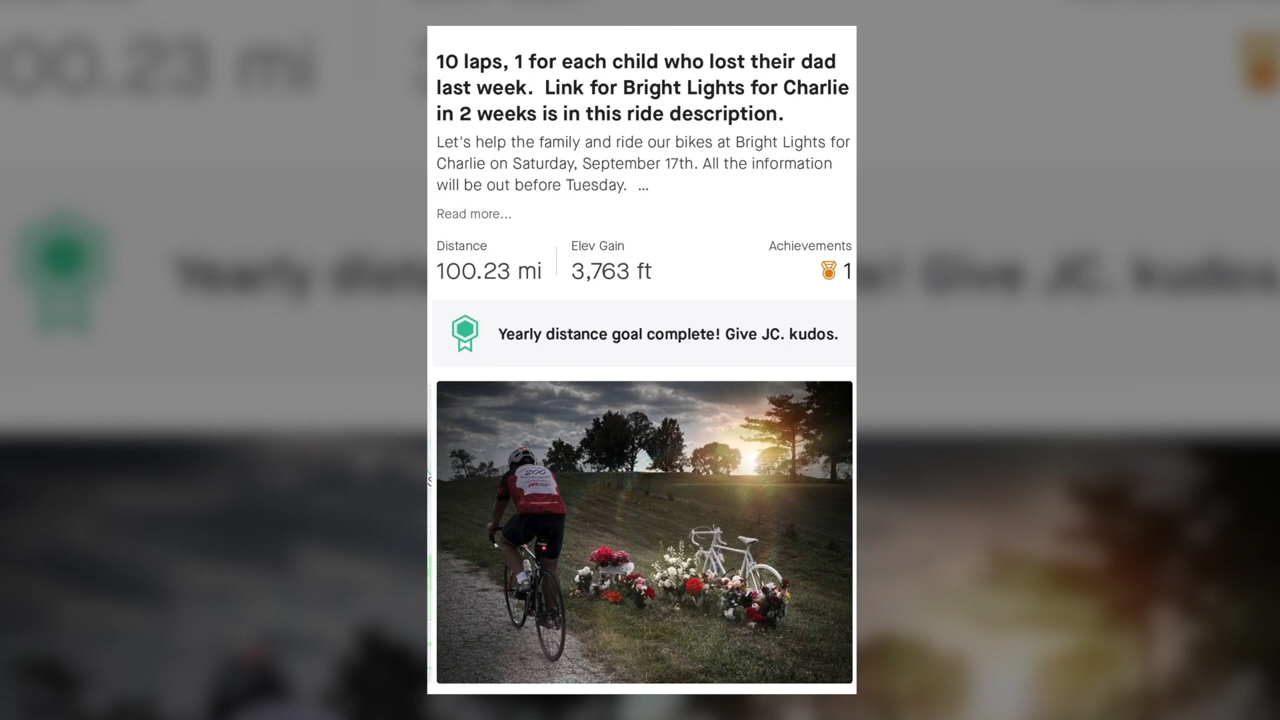 10 laps, 1 for each child who lost their dad
last week.  Link for Bright Lights for Charlie
in 2 weeks is in this ride description.
Let's help the family and ride our bikes at Bright Lights for
Charlie on Saturday, September 17th. All the information
will be out before Tuesday.  ...
Read more...
Distance
Elev Gain
Achievements
100.23 mi
3,763 ft
1
Yearly distance goal complete! Give JC. kudos.
200